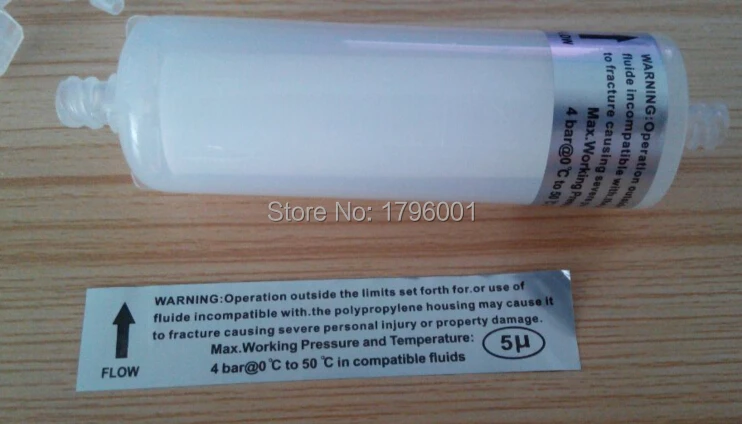 FLOW
WARNING:Operation
fluide incompatible with
to fracture causing
Max.Working
4 bar@0℃ to 50
Store No: 1796001
WARNING:Operation outside the limits set forth for.or use of
fluide incompatible with.the polypropylene housing may cause it
to fracture causing severe personal injury or property damage.
Max.Working Pressure and Temperature:
4 bar@0℃ to 50 ℃ in compatible fluids
5μ
FLOW